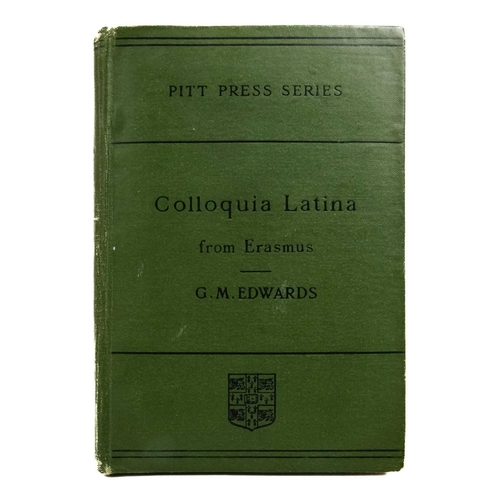 PITT PRESS SERIES
Colloquia Latina
from Erasmus
G. M. EDWARDS